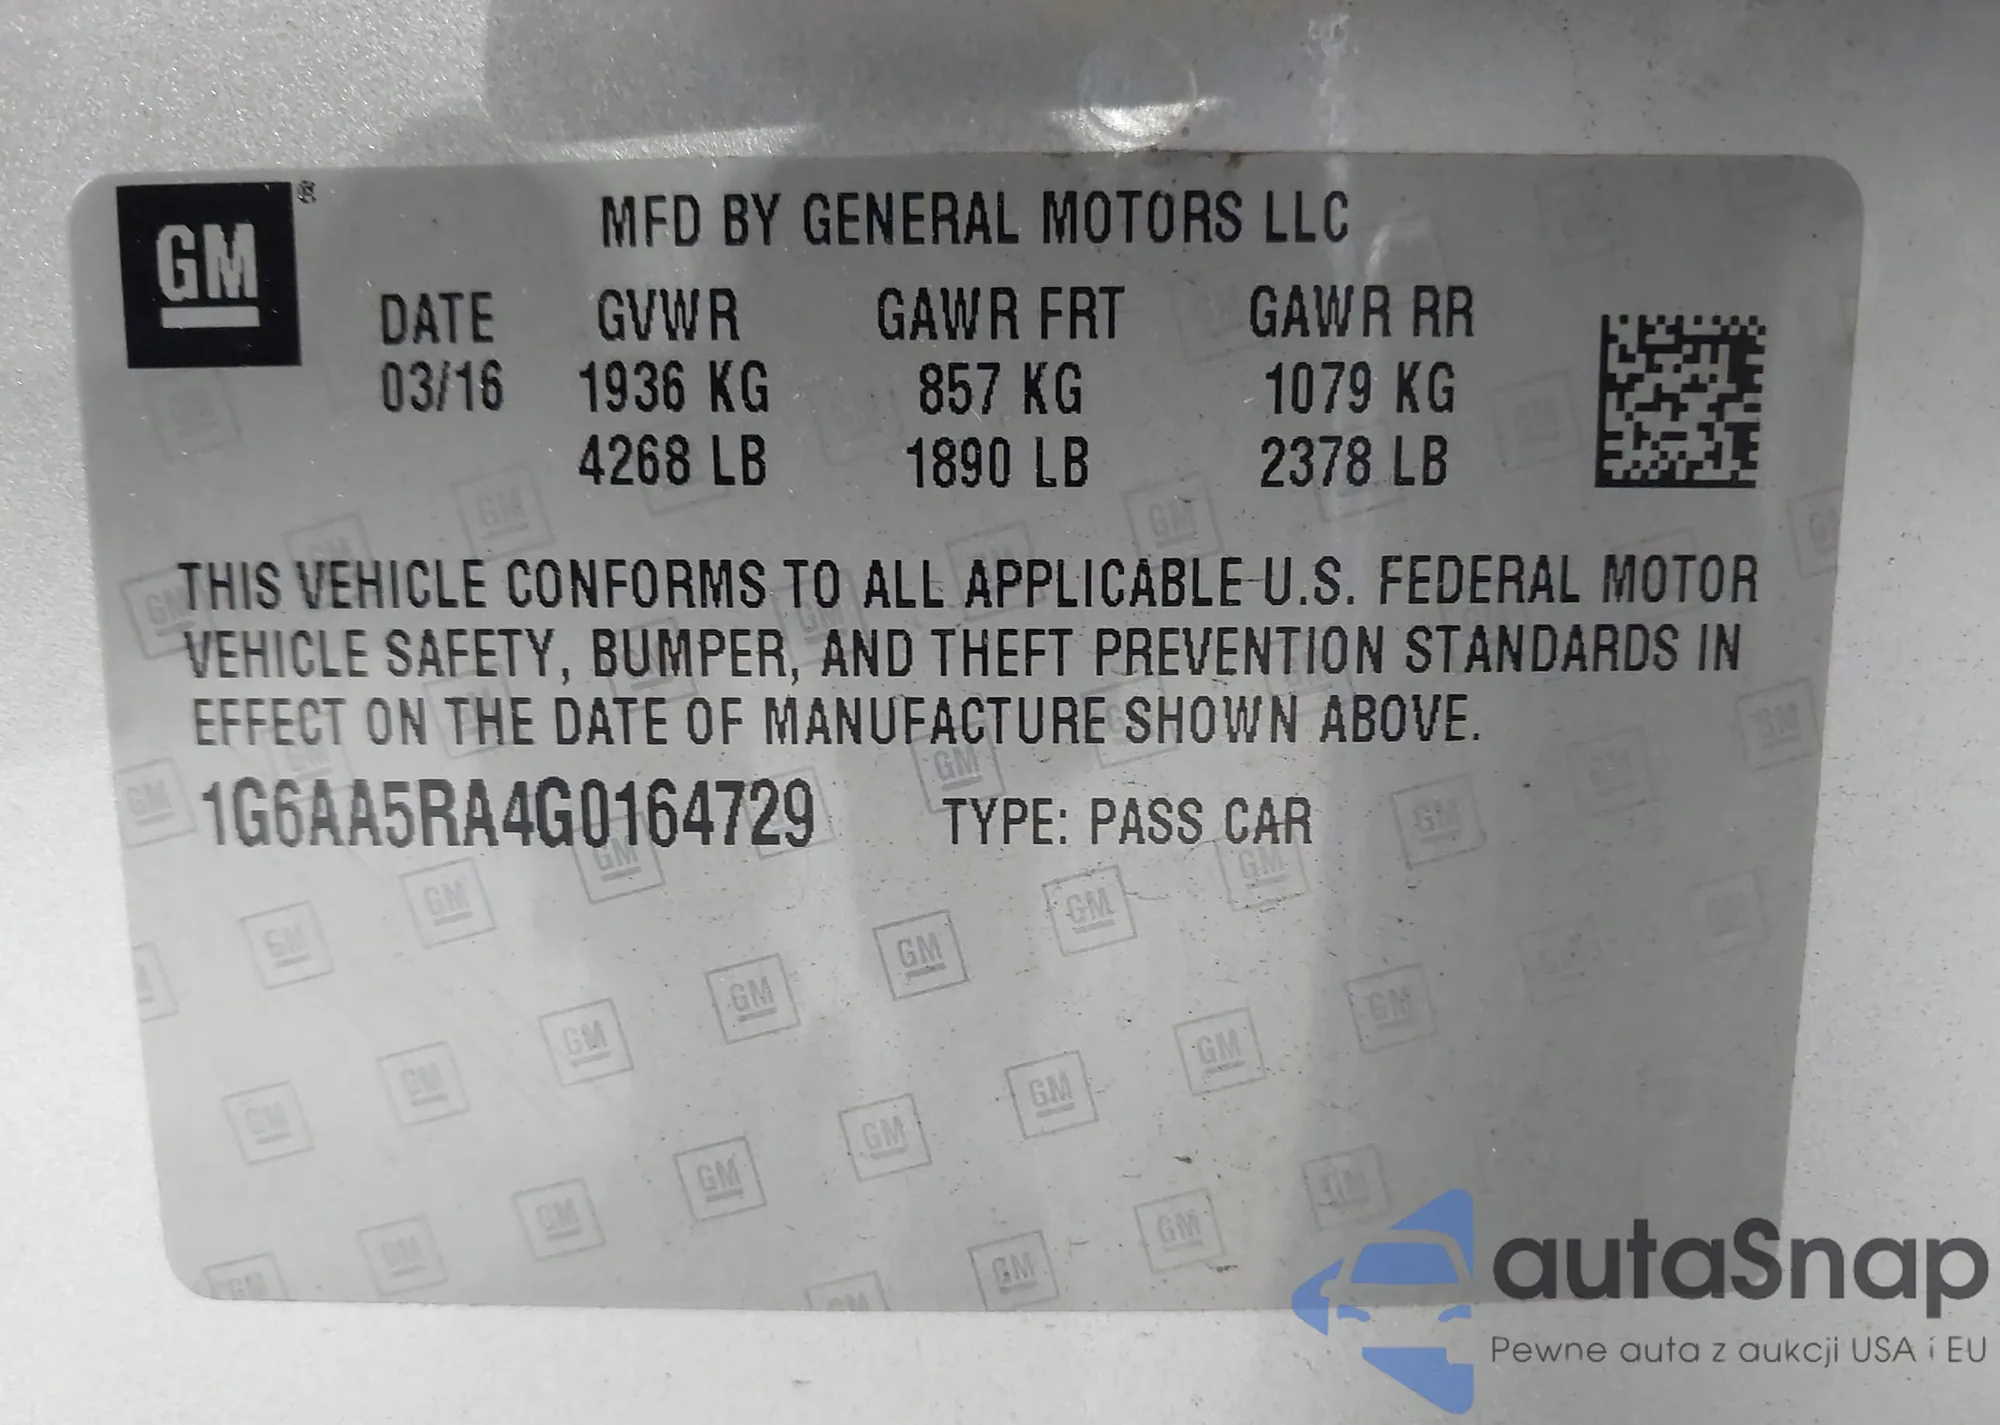 GM ®
MFD BY GENERAL MOTORS LLC
DATE GVWR GAWR FRT GAWR RR
03/16 1936 KG 857 KG 1079 KG
4268 LB 1890 LB 2378 LB
THIS VEHICLE CONFORMS TO ALL APPLICABLE U.S. FEDERAL MOTOR
VEHICLE SAFETY, BUMPER, AND THEFT PREVENTION STANDARDS IN
EFFECT ON THE DATE OF MANUFACTURE SHOWN ABOVE.
1G6AA5RA4G0164729 TYPE: PASS CAR
autaSnap
Pewne auta z aukcji USA i EU